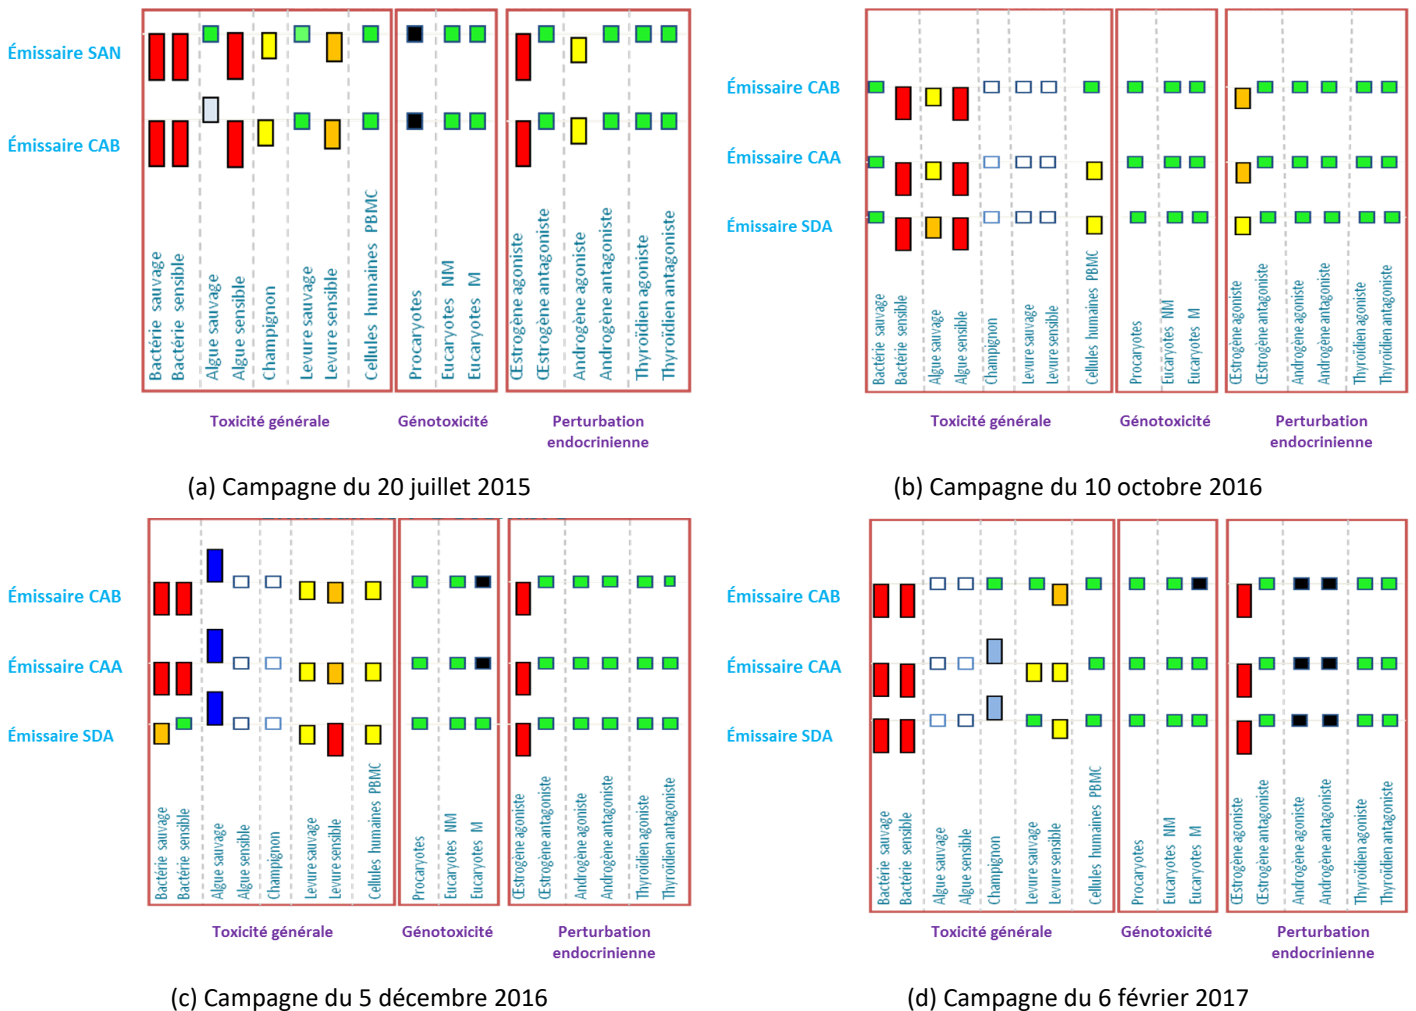 Émissaire SAN
Émissaire CAB
Bactérie sauvage
Bactérie sensible
Algue sauvage
Algue sensible
Champignon
Levure sauvage
Levure sensible
Cellules humaines PBMC
Procaryotes
Eucaryotes NM
Eucaryotes M
Œstrogène agoniste
Œstrogène antagoniste
Androgène agoniste
Androgène antagoniste
Thyroïdien agoniste
Thyroïdien antagoniste
Toxicité générale
Génotoxicité
Perturbation
endocrinienne
(a) Campagne du 20 juillet 2015
Émissaire CAB
Émissaire CAA
Émissaire SDA
Bactérie sauvage
Bactérie sensible
Algue sauvage
Algue sensible
Champignon
Levure sauvage
Levure sensible
Cellules humaines PBMC
Procaryotes
Eucaryotes NM
Eucaryotes M
Œstrogène agoniste
Œstrogène antagoniste
Androgène agoniste
Androgène antagoniste
Thyroïdien agoniste
Thyroïdien antagoniste
Toxicité générale
Génotoxicité
Perturbation
endocrinienne
(b) Campagne du 10 octobre 2016
Émissaire CAB
Émissaire CAA
Émissaire SDA
Bactérie sauvage
Bactérie sensible
Algue sauvage
Algue sensible
Champignon
Levure sauvage
Levure sensible
Cellules humaines PBMC
Procaryotes
Eucaryotes NM
Eucaryotes M
Œstrogène agoniste
Œstrogène antagoniste
Androgène agoniste
Androgène antagoniste
Thyroïdien agoniste
Thyroïdien antagoniste
Toxicité générale
Génotoxicité
Perturbation
endocrinienne
(c) Campagne du 5 décembre 2016
Émissaire CAB
Émissaire CAA
Émissaire SDA
Bactérie sauvage
Bactérie sensible
Algue sauvage
Algue sensible
Champignon
Levure sauvage
Levure sensible
Cellules humaines PBMC
Procaryotes
Eucaryotes NM
Eucaryotes M
Œstrogène agoniste
Œstrogène antagoniste
Androgène agoniste
Androgène antagoniste
Thyroïdien agoniste
Thyroïdien antagoniste
Toxicité générale
Génotoxicité
Perturbation
endocrinienne
(d) Campagne du 6 février 2017